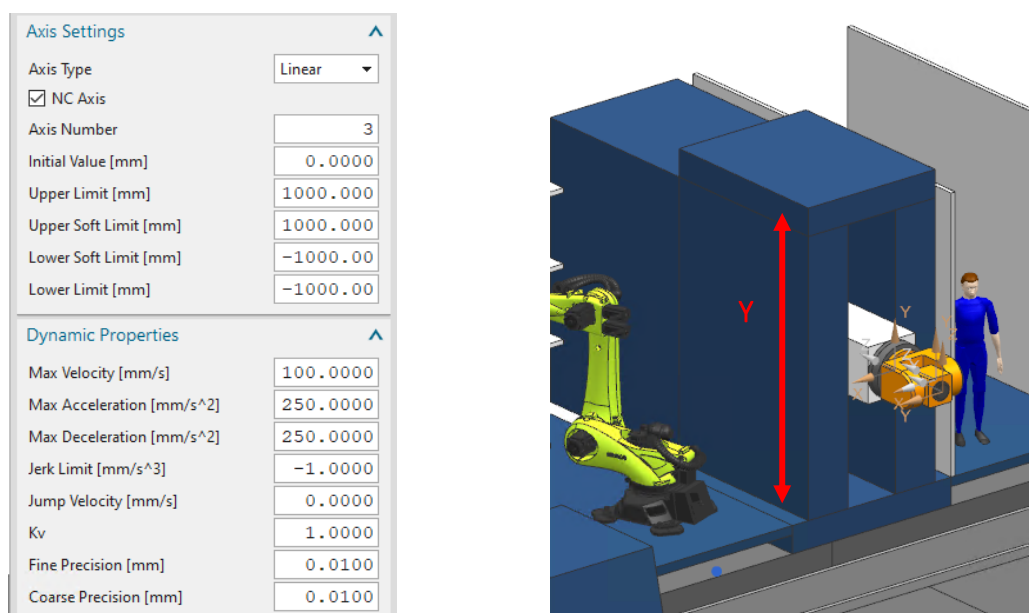 Axis Settings
Axis Type Linear
NC Axis
Axis Number 3
Initial Value [mm] 0.0000
Upper Limit [mm] 1000.000
Upper Soft Limit [mm] 1000.000
Lower Soft Limit [mm] -1000.00
Lower Limit [mm] -1000.00
Dynamic Properties
Max Velocity [mm/s] 100.0000
Max Acceleration [mm/s^2] 250.0000
Max Deceleration [mm/s^2] 250.0000
Jerk Limit [mm/s^3] -1.0000
Jump Velocity [mm/s] 0.0000
Kv 1.0000
Fine Precision [mm] 0.0100
Coarse Precision [mm] 0.0100
Y
Y
Z
X
X
Y